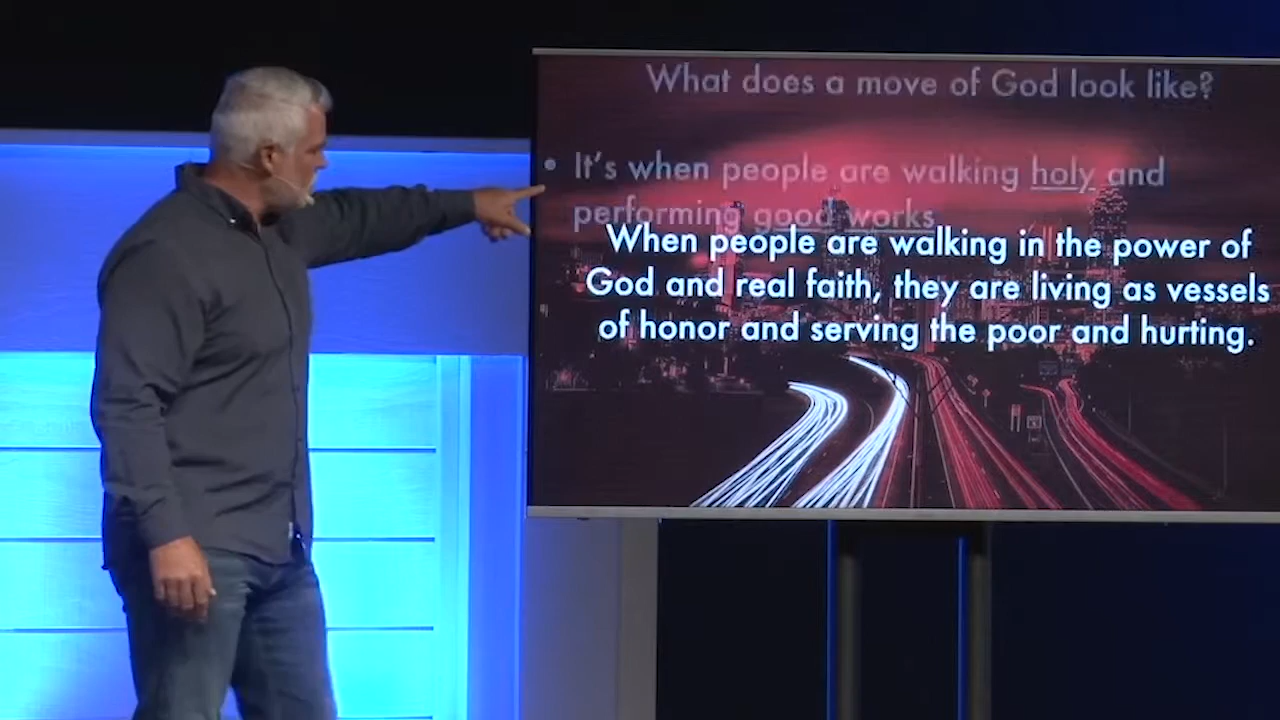 What does a move of God look like?
• It's when people are walking holy and
performing good works
When people are walking in the power of
God and real faith, they are living as vessels
of honor and serving the poor and hurting.